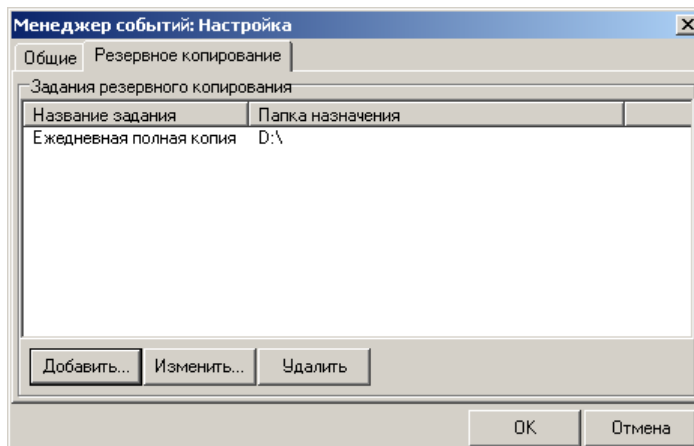 Менеджер событий: Настройка
Общие Резервное копирование
Задания резервного копирования
Название задания Папка назначения
Ежедневная полная копия D:\
Добавить... Изменить... Удалить
OK Отмена